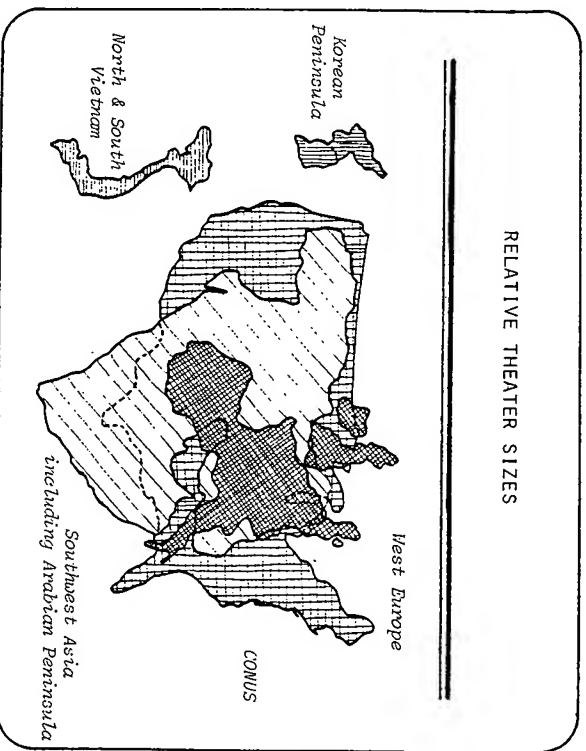 RELATIVE THEATER SIZES
Korean
Peninsula
West Europe
North & South
Vietnam
CONUS
Southwest Asia
including Arabian Peninsula